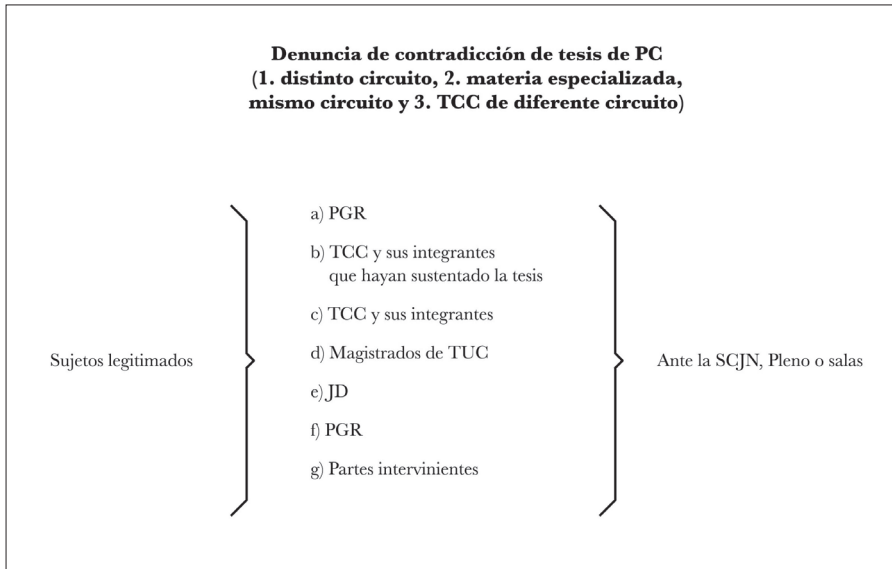 Denuncia de contradicción de tesis de PC
(1. distinto circuito, 2. materia especializada,
mismo circuito y 3. TCC de diferente circuito)
Sujetos legitimados
a) PGR
b) TCC y sus integrantes
que hayan sustentado la tesis
c) TCC y sus integrantes
d) Magistrados de TUC
e) JD
f) PGR
g) Partes intervinientes
Ante la SCJN, Pleno o salas